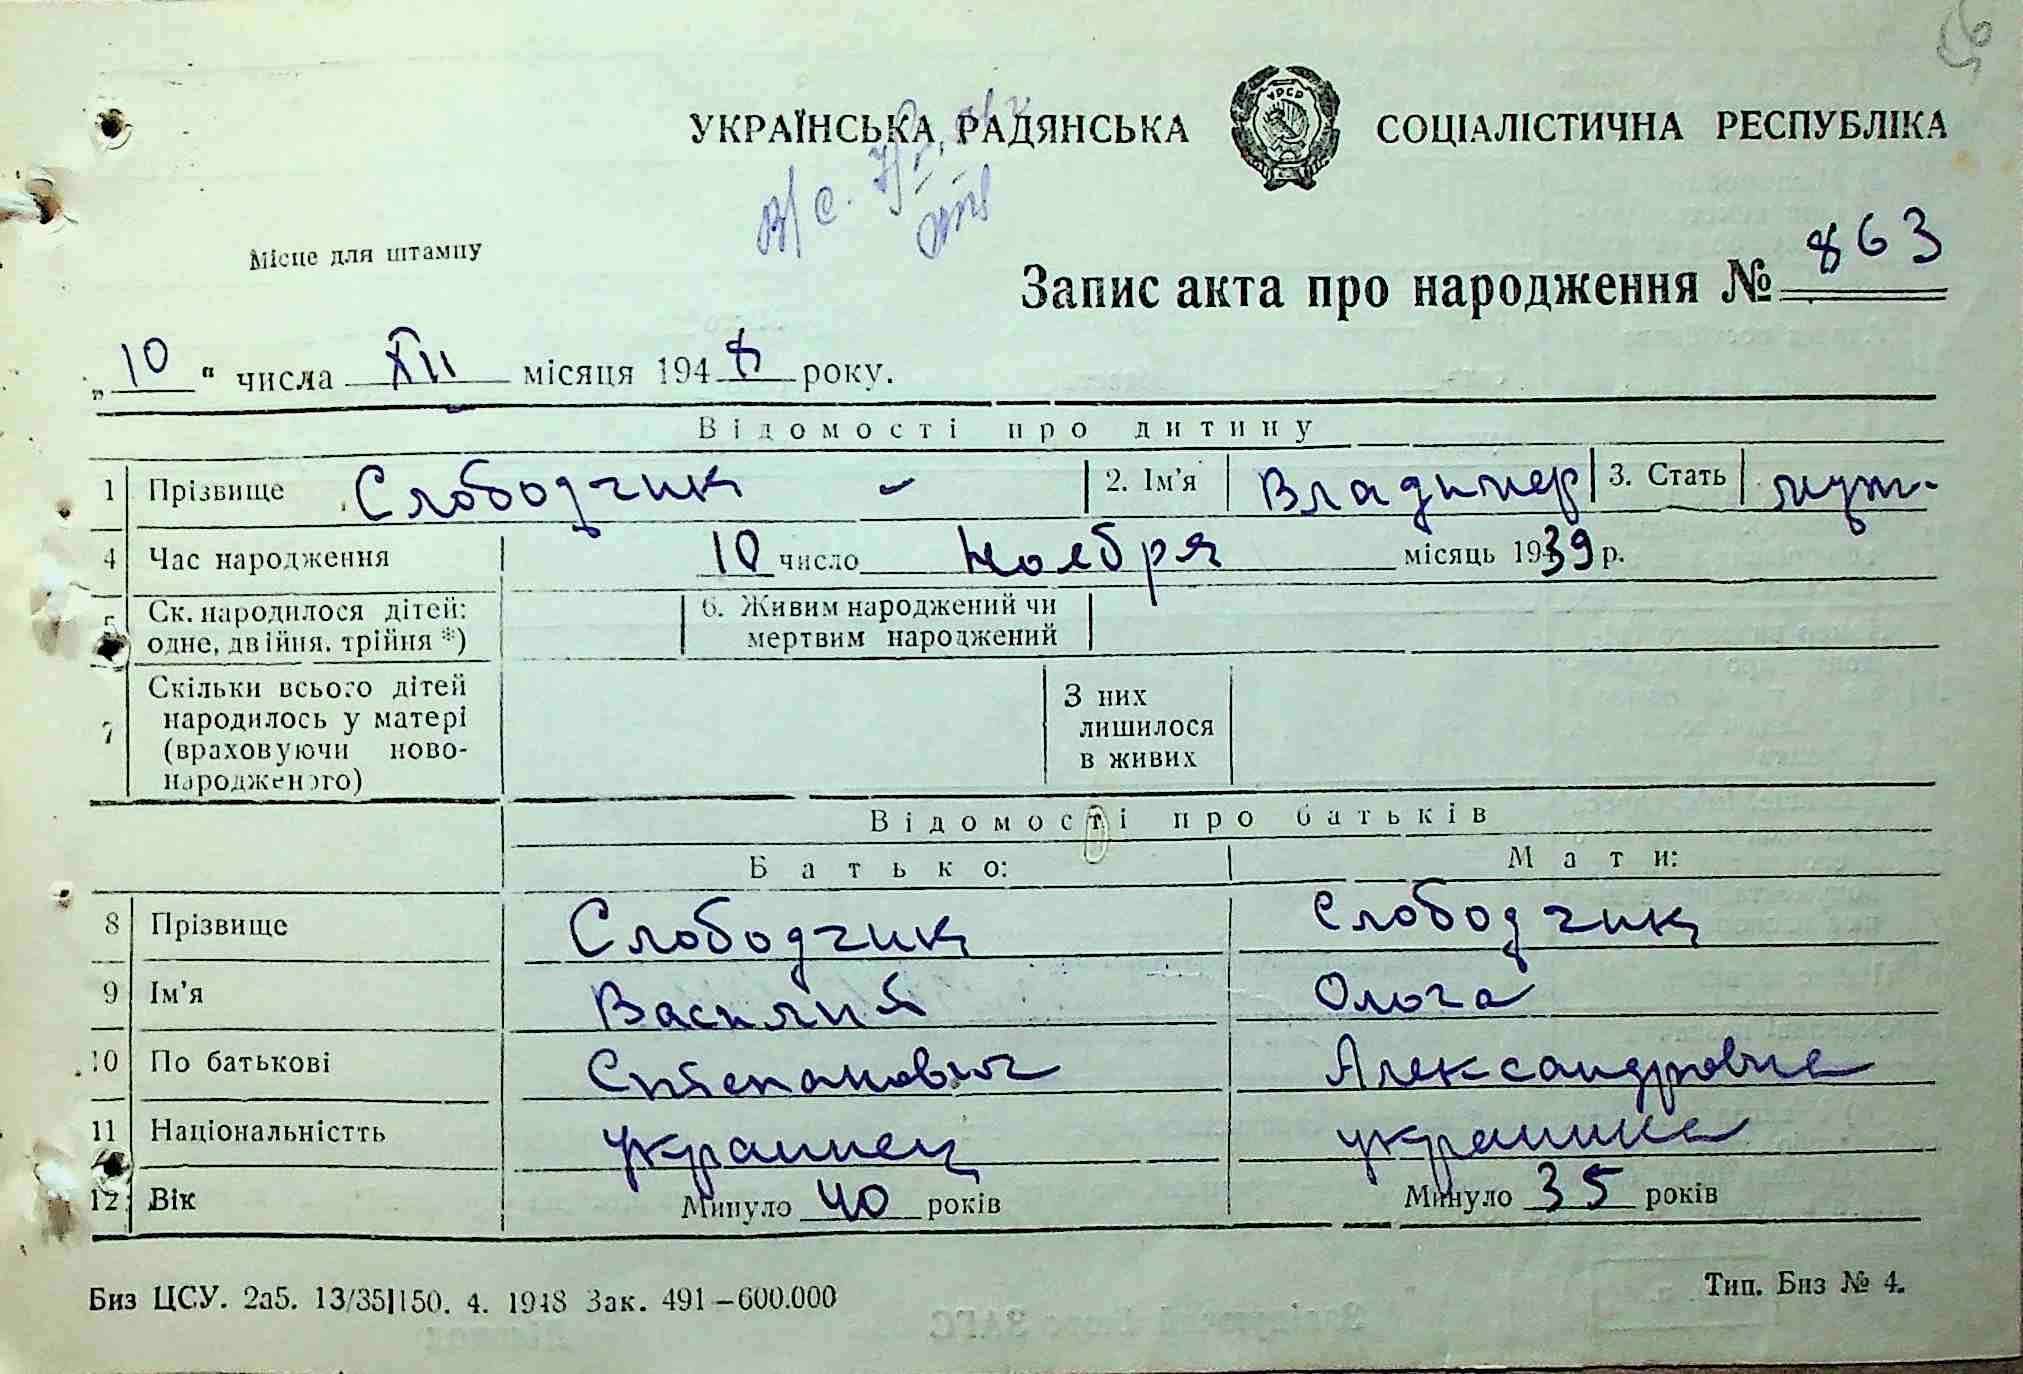 УКРАЇНСЬКА РАДЯНСЬКА СОЦІАЛІСТИЧНА РЕСПУБЛІКА
УРСР
Місце для штампу
Запис акта про народження № 863
„10“ числа XII місяця 1948 року.
Відомості про дитину
1 Прізвище Слободчик 2. Ім'я Владимер 3. Стать муж.
4 Час народження 10 число Ноября місяць 1939 р.
5 Ск. народилося дітей: одне, двійня, трійня *) 6. Живим народжений чи мертвим народжений
7 Скільки всього дітей народилось у матері (враховуючи ново-народженого) З них лишилося в живих
Відомості про батьків
Батько: Мати:
8 Прізвище Слободчик Слободчик
9 Ім'я Василий Ольга
10 По батькові Степанович Александровна
11 Національністть украинец украинка
12 Вік Минуло 40 років Минуло 35 років
Биз ЦСУ. 2а5. 13/35|150. 4. 1948 Зак. 491—600.000 Тип. Биз № 4.